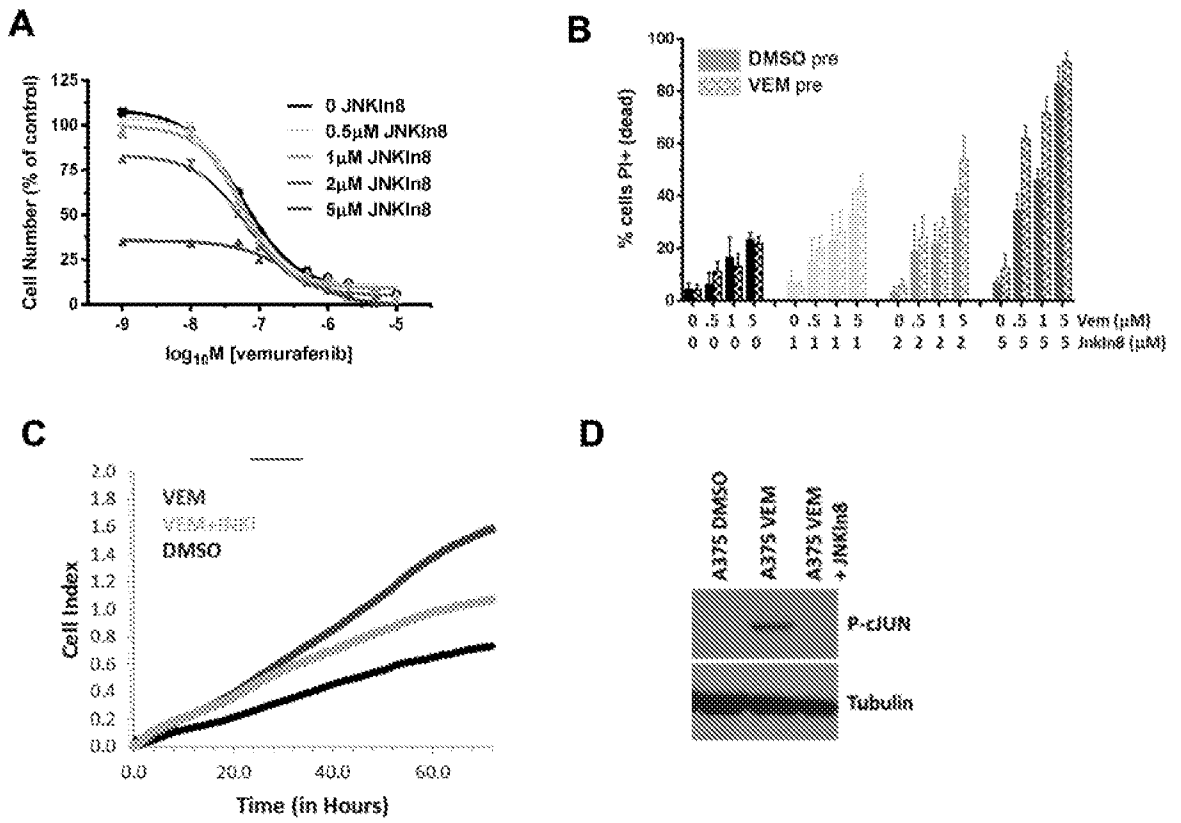 A
125
100
75
50
25
0
Cell Number (% of control)
-9 -8 -7 -6 -5
log10M [vemurafenib]
0 JNKIn8
0.5µM JNKIn8
1µM JNKIn8
2µM JNKIn8
5µM JNKIn8
B
100
80
60
40
20
0
% cells PI+ (dead)
DMSO pre
VEM pre
0 .5 1 5 0 .5 1 5 0 .5 1 5 0 .5 1 5 Vem (µM)
0 0 0 0 1 1 1 1 2 2 2 2 5 5 5 5 JnkIn8 (µM)
C
2.0
1.8
1.6
1.4
1.2
1.0
0.8
0.6
0.4
0.2
0.0
Cell Index
VEM
VEM+JNKI
DMSO
0.0 20.0 40.0 60.0
Time (in Hours)
D
A375 DMSO
A375 VEM
A375 VEM
+ JNKIn8
P-cJUN
Tubulin